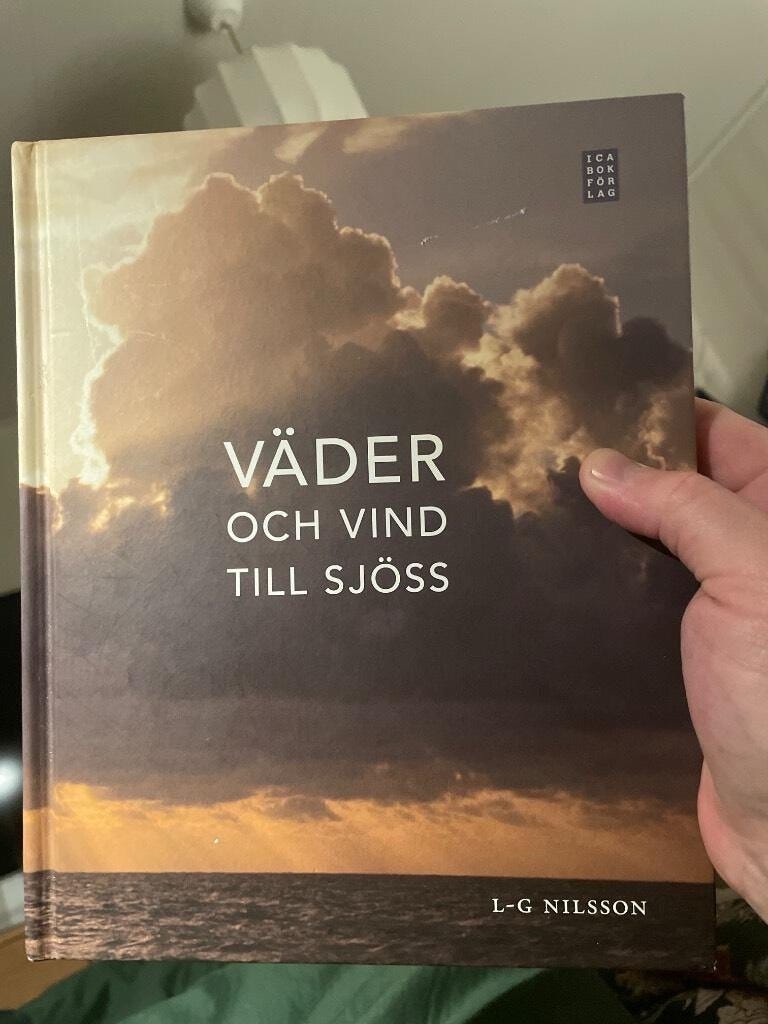 ICA
BOK
FÖR
LAG
VÄDER
OCH VIND
TILL SJÖSS
L-G NILSSON